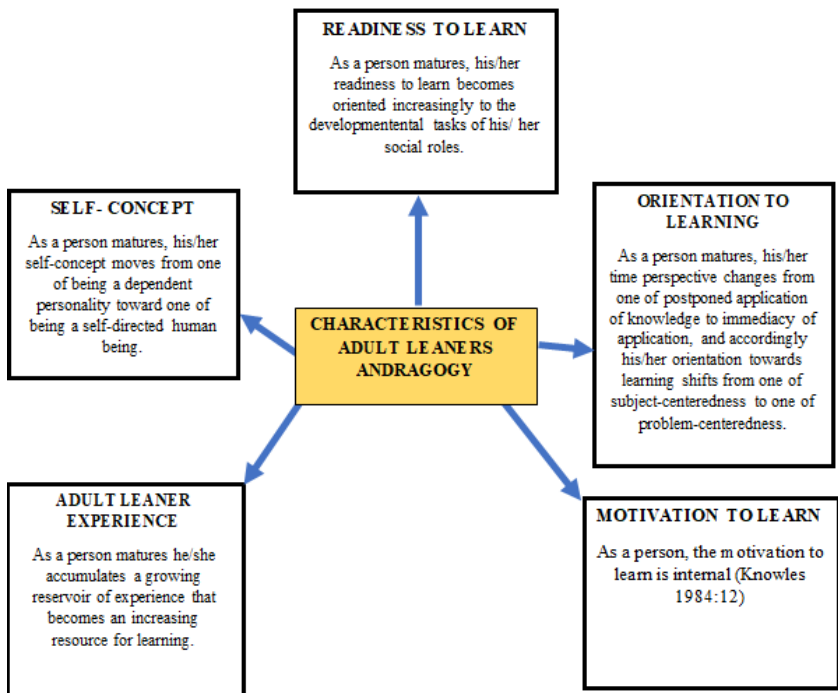 READINESS TO LEARN
As a person matures, his/her
readiness to learn becomes
oriented increasingly to the
developmentental tasks of his/ her
social roles.
SELF- CONCEPT
As a person matures, his/her
self-concept moves from one
of being a dependent
personality toward one of
being a self-directed human
being.
ORIENTATION TO
LEARNING
As a person matures, his/her
time perspective changes from
one of postponed application
of knowledge to immediacy of
application, and accordingly
his/her orientation towards
learning shifts from one of
subject-centeredness to one of
problem-centeredness.
CHARACTERISTICS OF
ADULT LEANERS
ANDRAGOGY
ADULT LEANER
EXPERIENCE
As a person matures he/she
accumulates a growing
reservoir of experience that
becomes an increasing
resource for learning.
MOTIVATION TO LEARN
As a person, the motivation to
learn is internal (Knowles
1984:12)